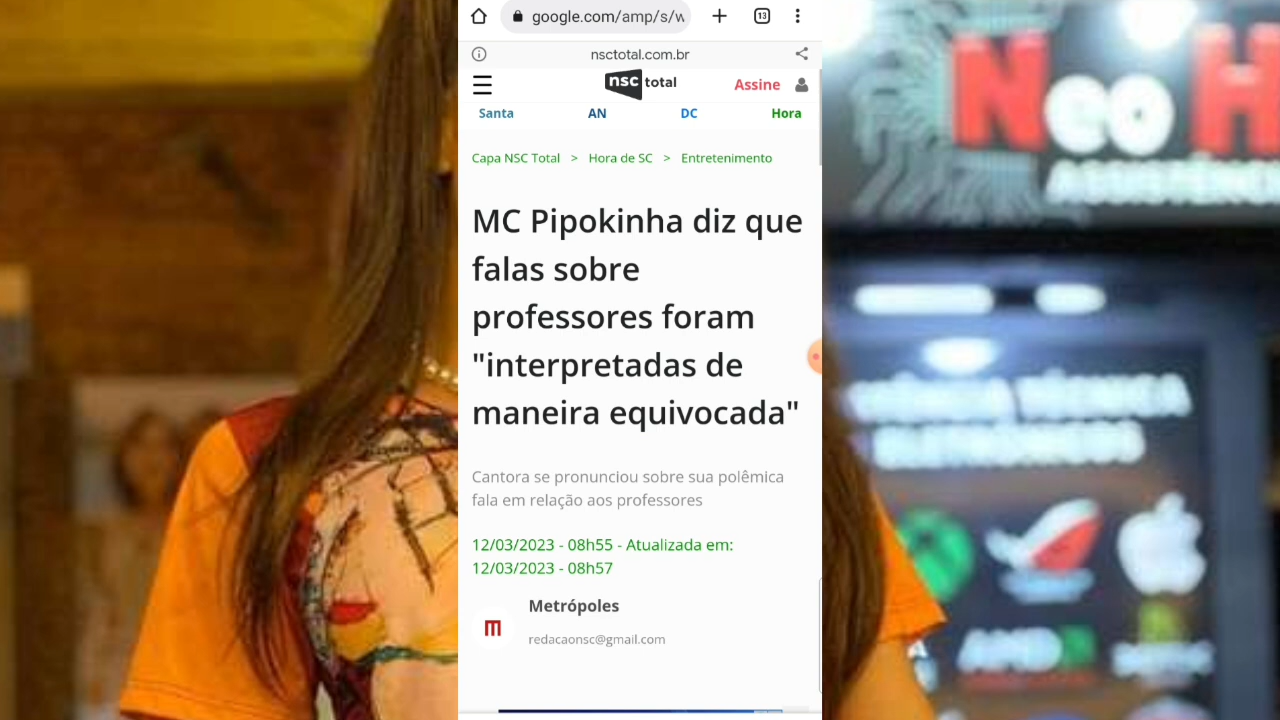 google.com/amp/s/w
13
nsctotal.com.br
nsc total
Assine
Santa AN DC Hora
Capa NSC Total > Hora de SC > Entretenimento
MC Pipokinha diz que
falas sobre
professores foram
"interpretadas de
maneira equivocada"
Cantora se pronunciou sobre sua polêmica
fala em relação aos professores
12/03/2023 - 08h55 - Atualizada em:
12/03/2023 - 08h57
m
Metrópoles
redacaonsc@gmail.com
Neo H
AMD